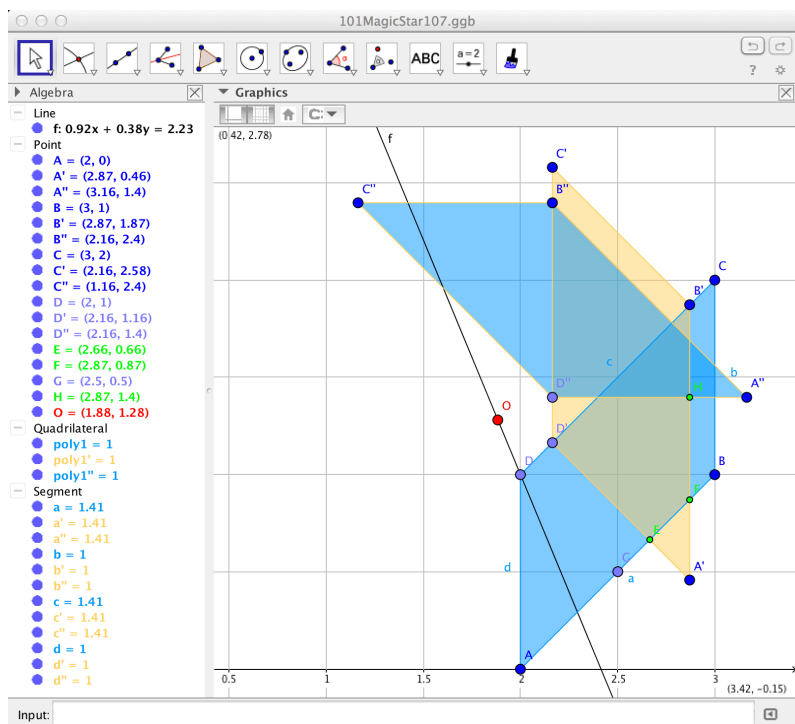 101MagicStar107.ggb
ABC
a=2
?
Algebra
Graphics
Line
f: 0.92x + 0.38y = 2.23
Point
A = (2, 0)
A' = (2.87, 0.46)
A'' = (3.16, 1.4)
B = (3, 1)
B' = (2.87, 1.87)
B'' = (2.16, 2.4)
C = (3, 2)
C' = (2.16, 2.58)
C'' = (1.16, 2.4)
D = (2, 1)
D' = (2.16, 1.16)
D'' = (2.16, 1.4)
E = (2.66, 0.66)
F = (2.87, 0.87)
G = (2.5, 0.5)
H = (2.87, 1.4)
O = (1.88, 1.28)
Quadrilateral
poly1 = 1
poly1' = 1
poly1'' = 1
Segment
a = 1.41
a' = 1.41
a'' = 1.41
b = 1
b' = 1
b'' = 1
c = 1.41
c' = 1.41
c'' = 1.41
d = 1
d' = 1
d'' = 1
(0.42, 2.78)
f
C'
C''
B''
C
B'
c
b
D''
H
A''
O
D'
D
B
F
E
G
d
a
A'
A
0.5
1
1.5
2
2.5
3
(3.42, −0.15)
Input: